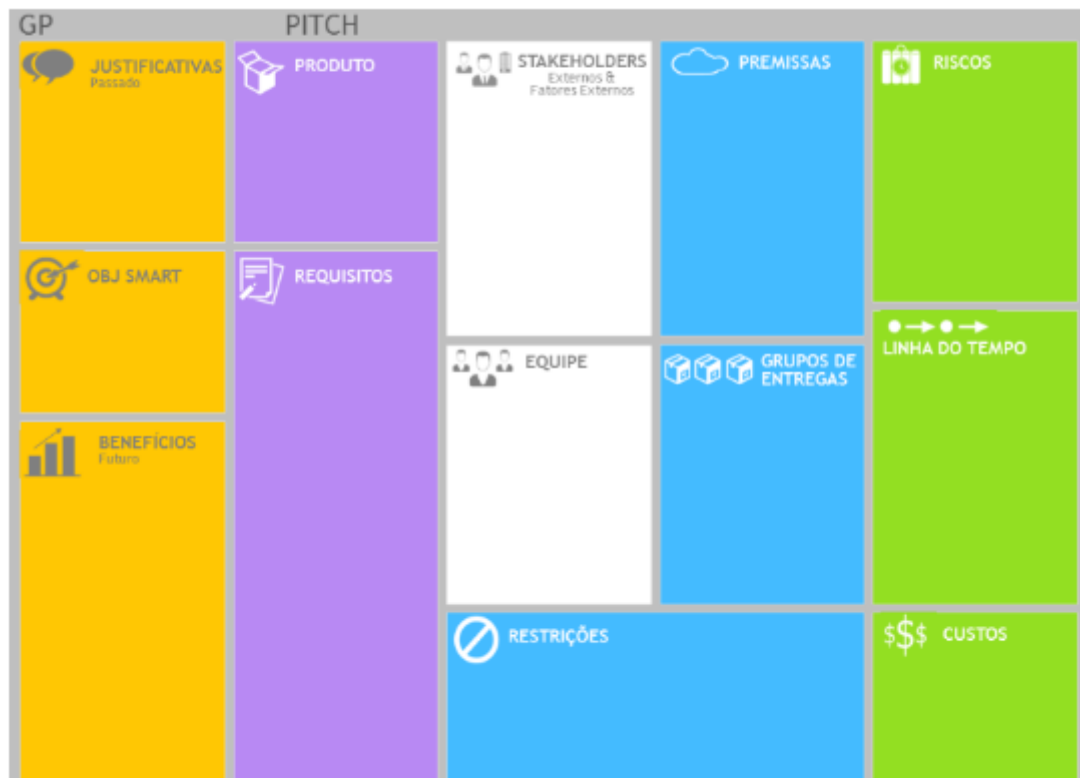 GP
PITCH
JUSTIFICATIVAS
Passado
OBJ SMART
BENEFÍCIOS
Futuro
PRODUTO
REQUISITOS
STAKEHOLDERS
Externos &
Fatores Externos
EQUIPE
PREMISSAS
GRUPOS DE
ENTREGAS
RESTRIÇÕES
RISCOS
LINHA DO TEMPO
$$$ CUSTOS